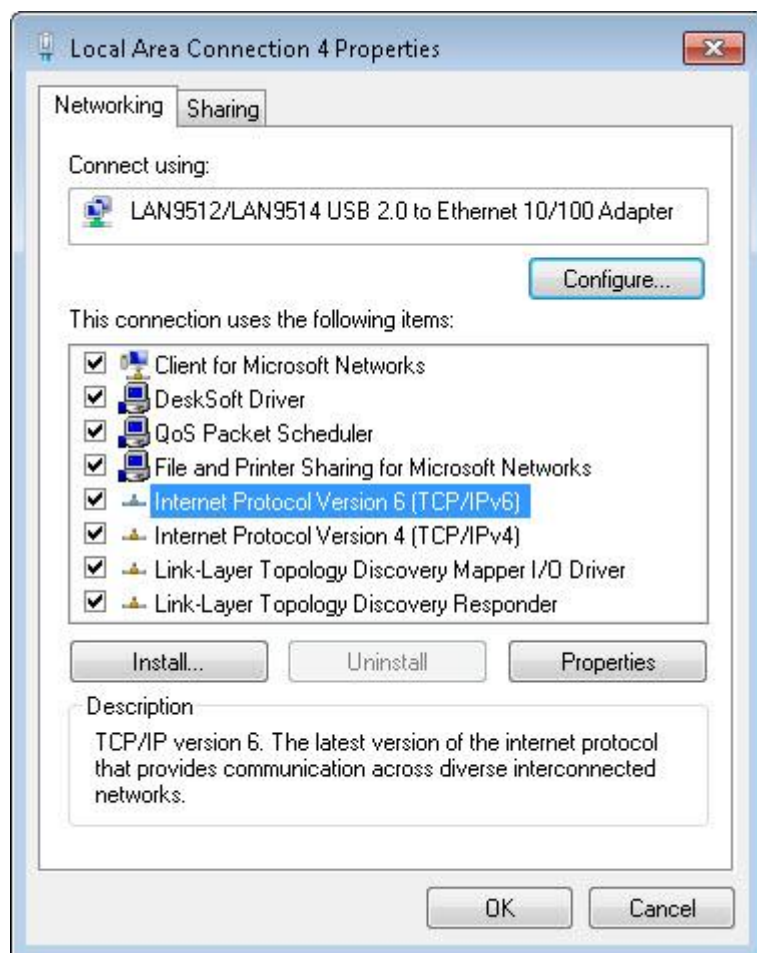 Local Area Connection 4 Properties
Networking
Sharing
Connect using:
LAN9512/LAN9514 USB 2.0 to Ethernet 10/100 Adapter
Configure...
This connection uses the following items:
Client for Microsoft Networks
DeskSoft Driver
QoS Packet Scheduler
File and Printer Sharing for Microsoft Networks
Internet Protocol Version 6 (TCP/IPv6)
Internet Protocol Version 4 (TCP/IPv4)
Link-Layer Topology Discovery Mapper I/O Driver
Link-Layer Topology Discovery Responder
Install...
Uninstall
Properties
Description
TCP/IP version 6. The latest version of the internet protocol
that provides communication across diverse interconnected
networks.
OK
Cancel